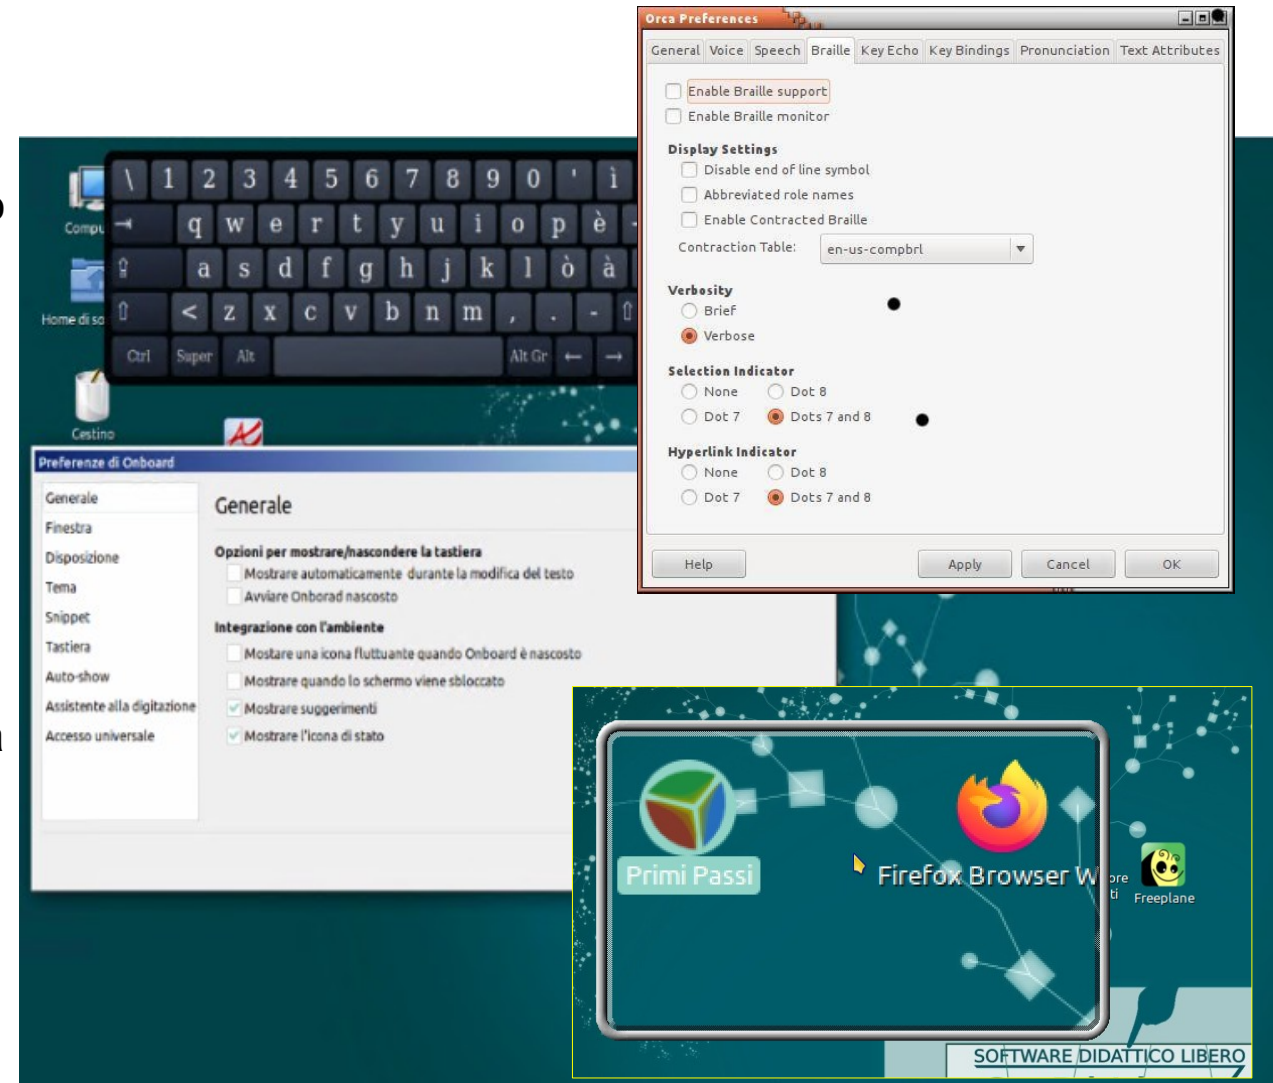 Orca Preferences
General Voice Speech Braille Key Echo Key Bindings Pronunciation Text Attributes
Enable Braille support
Enable Braille monitor
Display Settings
Disable end of line symbol
Abbreviated role names
Enable Contracted Braille
Contraction Table: en-us-compbrl
Verbosity
Brief
Verbose
Selection Indicator
None Dot 8
Dot 7 Dots 7 and 8
Hyperlink Indicator
None Dot 8
Dot 7 Dots 7 and 8
Help Apply Cancel OK
\ 1 2 3 4 5 6 7 8 9 0 ' ì
q w e r t y u i o p è
a s d f g h j k l ò à
< z x c v b n m , . -
Ctrl Super Alt Alt Gr ← →
Compu
Home di so
Cestino
Preferenze di Onboard
Generale
Finestra
Disposizione
Tema
Snippet
Tastiera
Auto-show
Assistente alla digitazione
Accesso universale
Generale
Opzioni per mostrare/nascondere la tastiera
Mostrare automaticamente durante la modifica del testo
Avviare Onborad nascosto
Integrazione con l'ambiente
Mostare una icona fluttuante quando Onboard è nascosto
Mostrare quando lo schermo viene sbloccato
Mostrare suggerimenti
Mostrare l'icona di stato
Primi Passi
Firefox Browser W
ore
ti
Freeplane
SOFTWARE DIDATTICO LIBERO